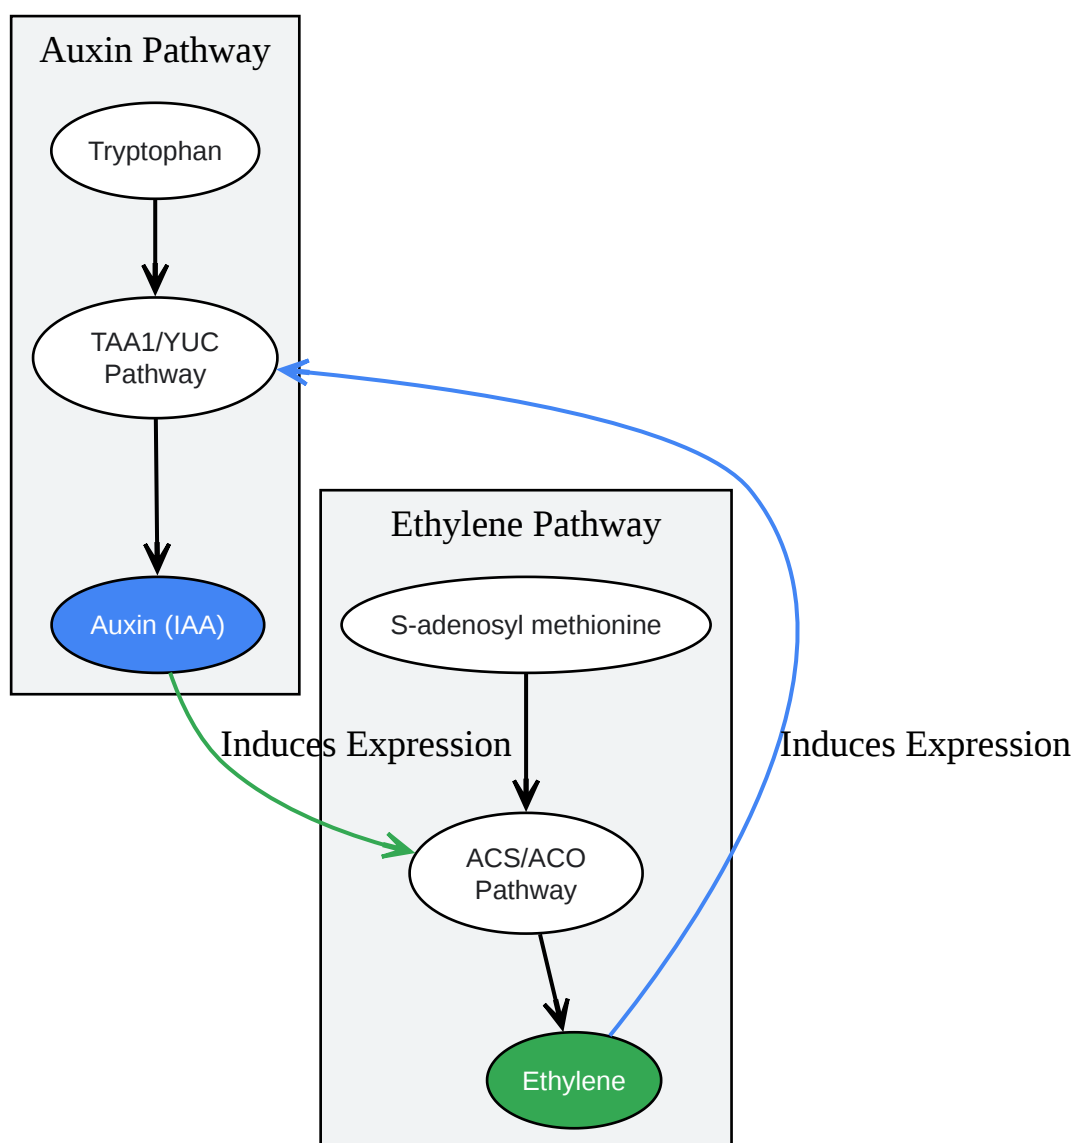 Auxin Pathway
Tryptophan
TAA1/YUC
Pathway
Auxin (IAA)
Ethylene Pathway
S-adenosyl methionine
Induces Expression
Induces Expression
ACS/ACO
Pathway
Ethylene